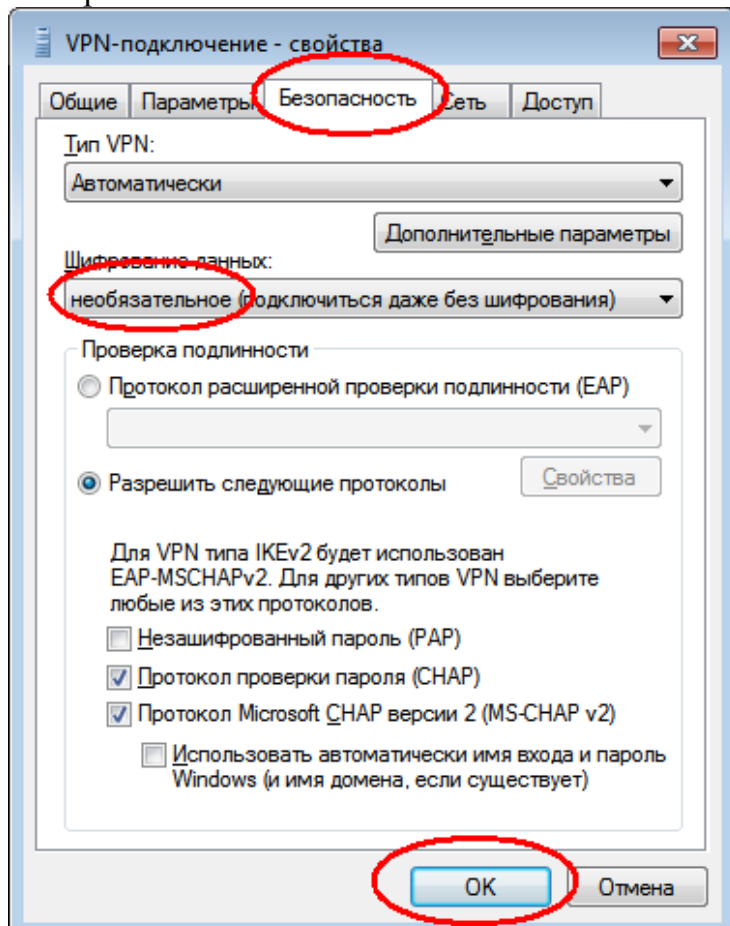 VPN-подключение - свойства
Общие Параметры Безопасность Сеть Доступ
Тип VPN:
Автоматически
Дополнительные параметры
Шифрование данных:
необязательное (подключиться даже без шифрования)
Проверка подлинности
Протокол расширенной проверки подлинности (EAP)
Разрешить следующие протоколы
Свойства
Для VPN типа IKEv2 будет использован
EAP-MSCHAPv2. Для других типов VPN выберите
любые из этих протоколов.
Незашифрованный пароль (PAP)
Протокол проверки пароля (CHAP)
Протокол Microsoft CHAP версии 2 (MS-CHAP v2)
Использовать автоматически имя входа и пароль
Windows (и имя домена, если существует)
OK Отмена